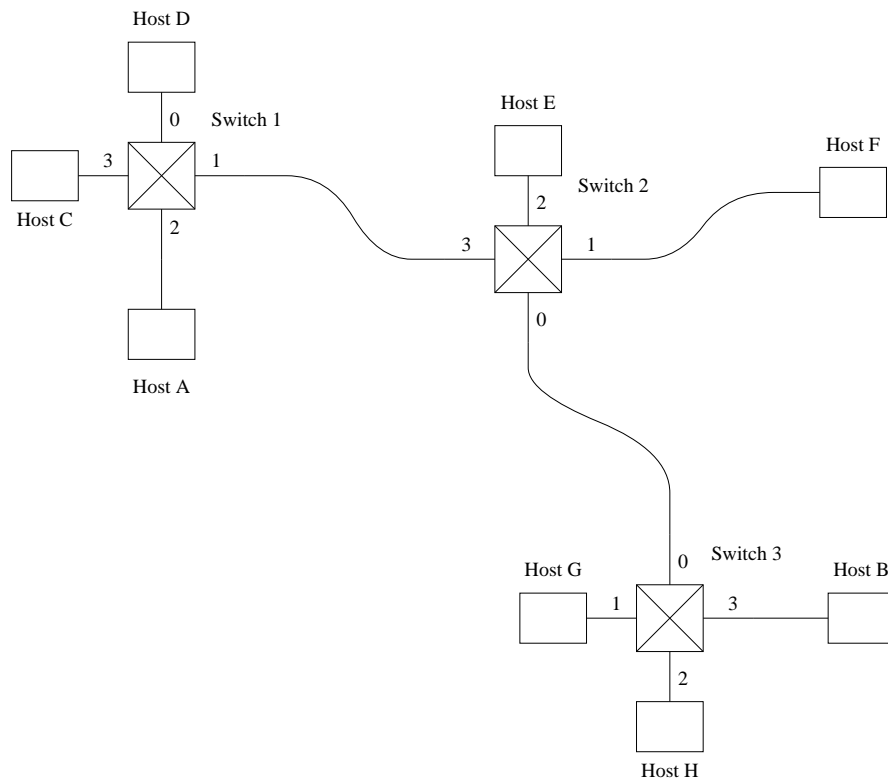 Host D
0
Switch 1
3
1
Host C
2
Host A
Host E
Switch 2
2
3
1
0
Host F
Switch 3
0
Host G
1
3
Host B
2
Host H